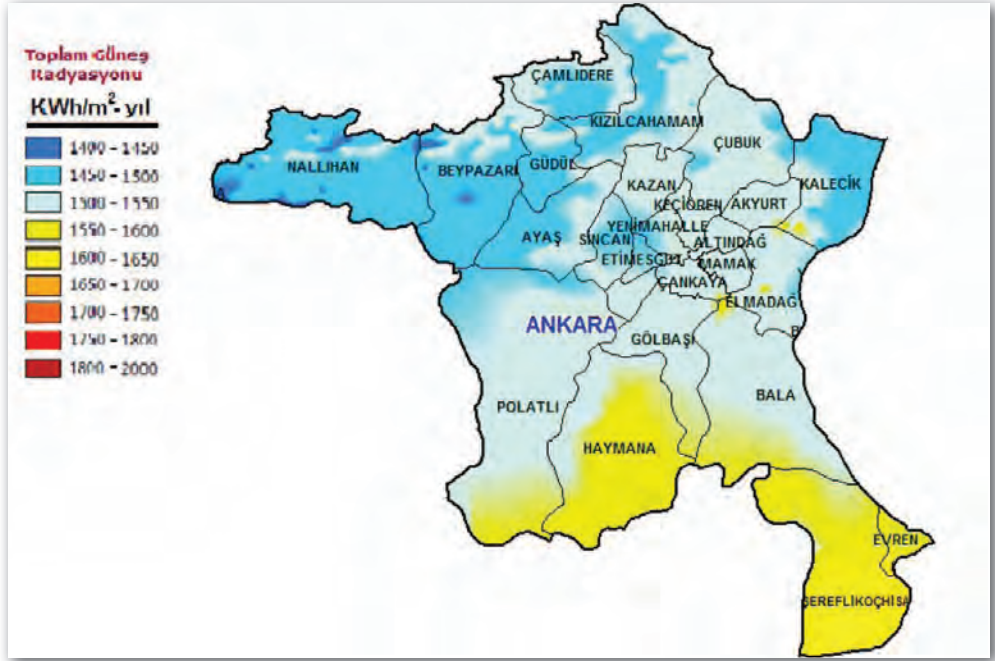 Toplam Güneş
Radyasyonu
KWh/m²- yıl
1400 - 1450
1450 - 1500
1500 - 1550
1550 - 1600
1600 - 1650
1650 - 1700
1700 - 1750
1750 - 1800
1800 - 2000
ÇAMLIDERE
KIZILCAHAMAM
ÇUBUK
NALLIHAN
BEYPAZARI
GÜDÜL
KAZAN
KALECİK
KEÇİÖREN
AKYURT
AYAŞ
SİNCAN
YENİMAHALLE
ALTINDAĞ
ETİMESGUT
MAMAK
ÇANKAYA
ELMADAĞ
ANKARA
GÖLBAŞI
B
BALA
POLATLI
HAYMANA
EVREN
ŞEREFLİKOÇHİSA